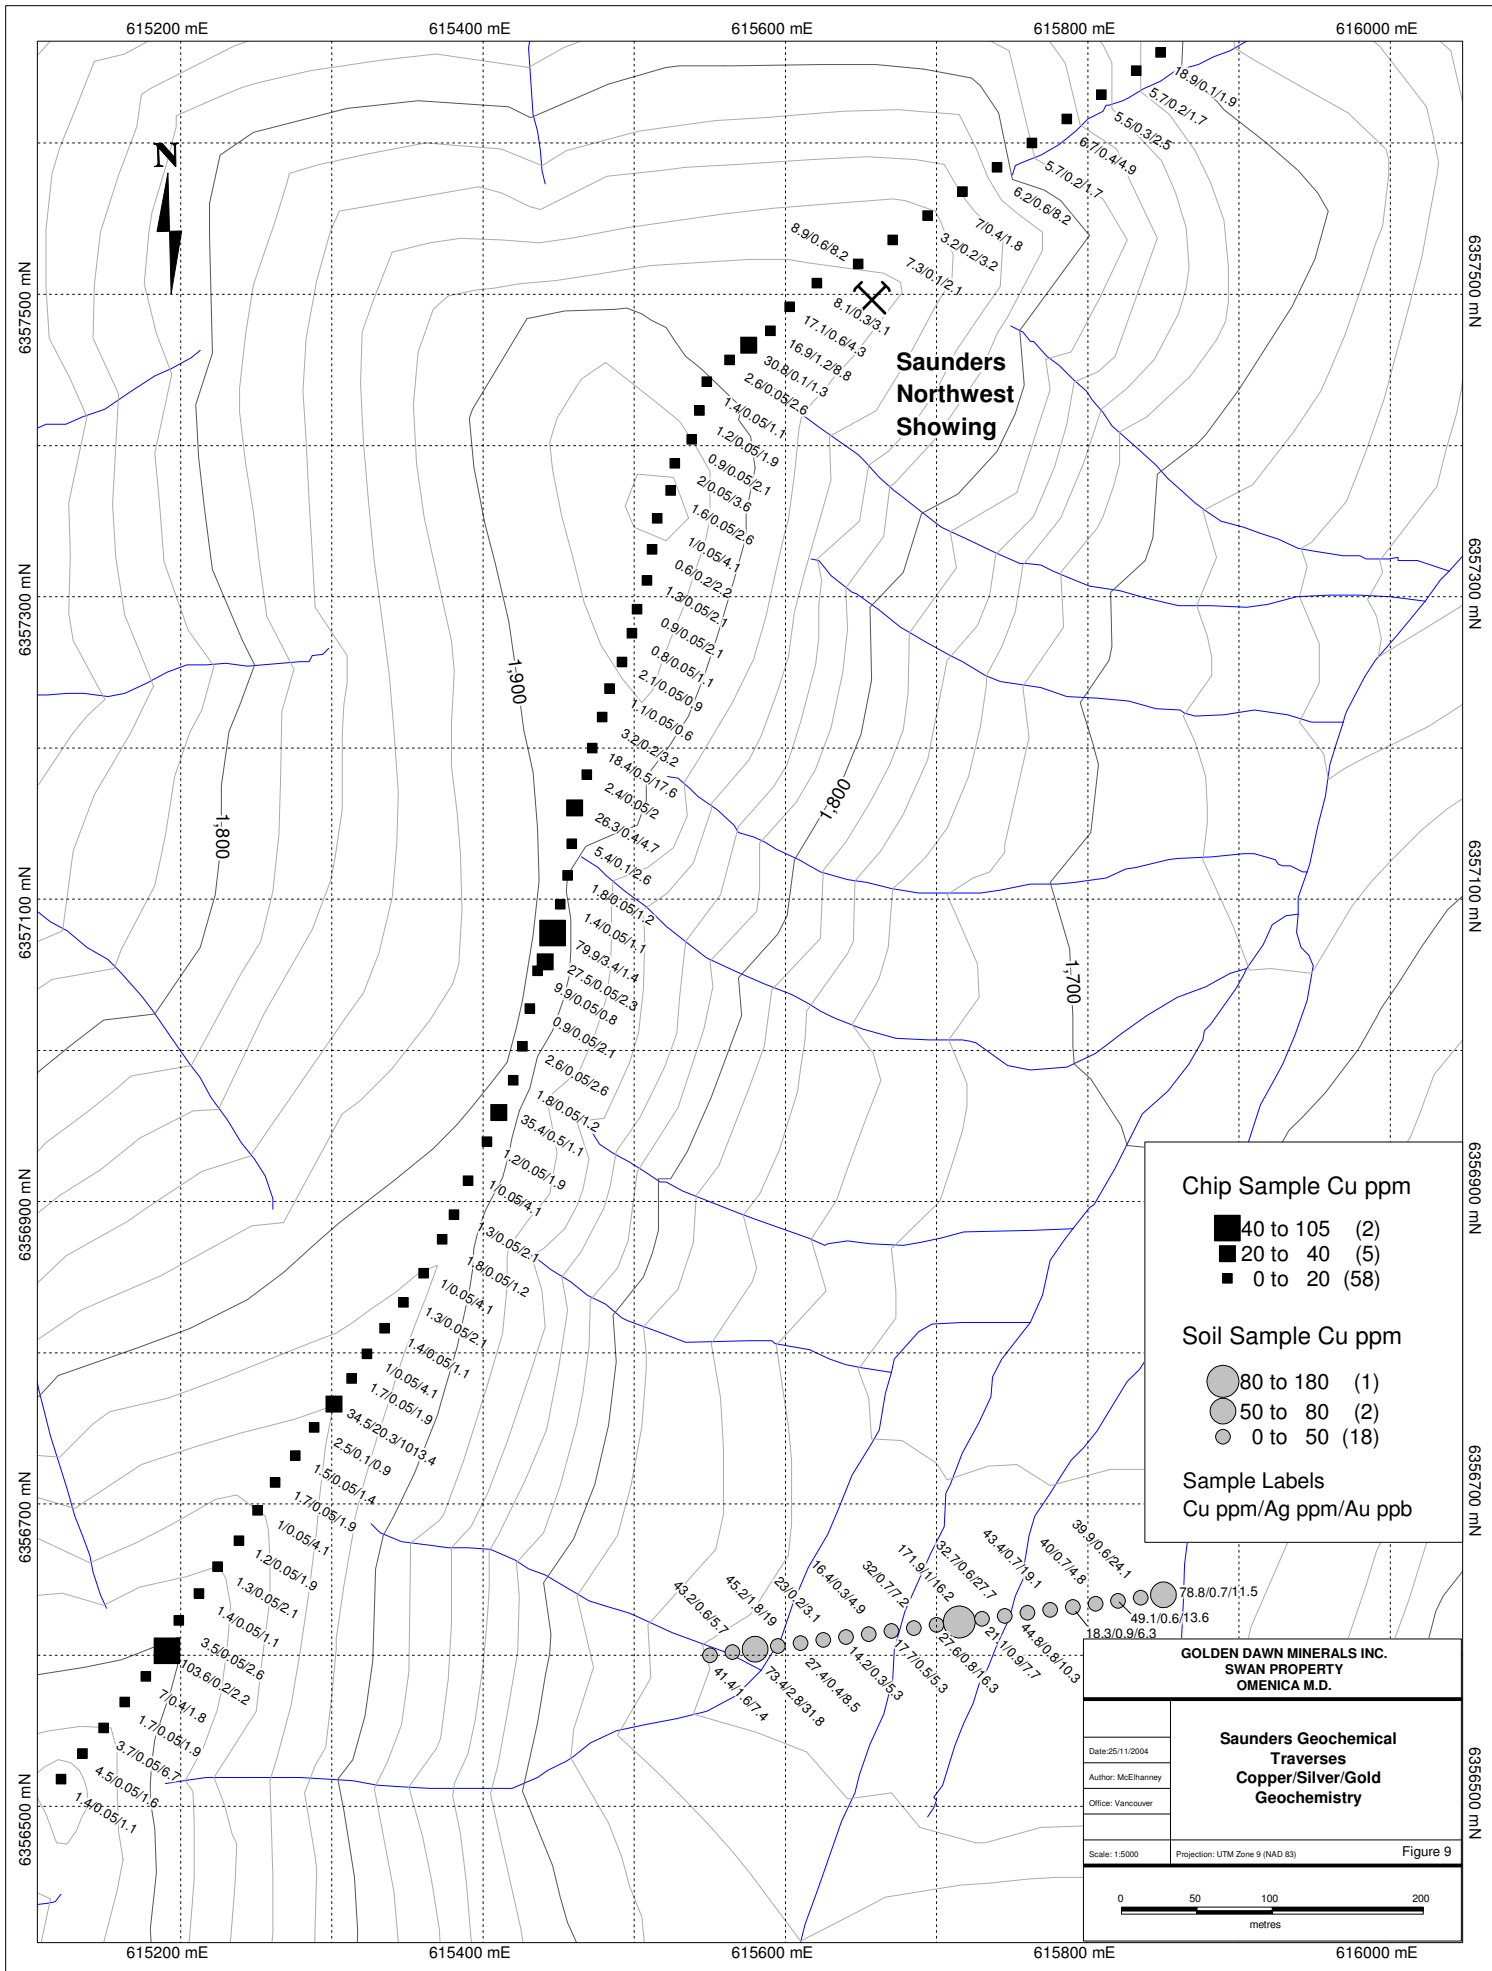 615200 mE
615400 mE
615600 mE
615800 mE
616000 mE
N
6357500 mN
6357300 mN
6357100 mN
6356900 mN
6356700 mN
6356500 mN
6357500 mN
6357300 mN
6357100 mN
6356900 mN
6356700 mN
6356500 mN
18.9/0.1/1.9
5.7/0.2/1.7
5.5/0.3/2.5
6.7/0.4/4.9
5.7/0.2/1.7
6.2/0.6/8.2
7/0.4/1.8
3.2/0.2/3.2
7.3/0.1/2.1
8.9/0.6/8.2
8.1/0.3/3.1
17.1/0.6/4.3
16.9/1.2/8.8
30.8/0.1/1.3
2.6/0.05/2.6
1.4/0.05/1.1
1.2/0.05/1.9
0.9/0.05/2.1
2/0.05/3.6
1.6/0.05/2.6
1/0.05/4.1
0.6/0.2/2.2
1.3/0.05/2.1
0.9/0.05/2.1
0.8/0.05/1.1
2.1/0.05/0.9
1.1/0.05/0.6
3.2/0.2/3.2
18.4/0.5/17.6
2.4/0.05/2
26.3/0.4/4.7
5.4/0.1/2.6
1.8/0.05/1.2
1.4/0.05/1.1
79.9/3.4/1.4
27.5/0.05/2.3
9.9/0.05/0.8
0.9/0.05/2.1
2.6/0.05/2.6
1.8/0.05/1.2
35.4/0.5/1.1
1.2/0.05/1.9
1/0.05/4.1
1.3/0.05/2.1
1.8/0.05/1.2
1/0.05/4.1
1.3/0.05/2.1
1.4/0.05/1.1
1/0.05/4.1
1.7/0.05/1.9
34.5/20.3/1013.4
2.5/0.1/0.9
1.5/0.05/1.4
1.7/0.05/1.9
1/0.05/4.1
1.2/0.05/1.9
1.3/0.05/2.1
1.4/0.05/1.1
3.5/0.05/2.6
103.6/0.2/2.2
7/0.4/1.8
1.7/0.05/1.9
3.7/0.05/6.7
4.5/0.05/1.6
1.4/0.05/1.1
Saunders
Northwest
Showing
1,900
1,800
1,800
1,700
43.2/0.6/5.7
45.2/1.8/19
23/0.2/3.1
16.4/0.3/4.9
32/0.7/7.2
171.9/1/16.2
32.7/0.6/27.7
43.4/0.7/19.1
40/0.7/4.8
39.9/0.6/24.1
78.8/0.7/11.5
49.1/0.6/13.6
18.3/0.9/6.3
44.8/0.8/10.3
21.1/0.9/7.7
27.6/0.8/16.3
17.7/0.5/5.3
14.2/0.3/5.3
27.4/0.4/8.5
73.4/2.8/31.8
41.4/1.6/7.4
Chip Sample Cu ppm
40 to 105 (2)
20 to 40 (5)
0 to 20 (58)
Soil Sample Cu ppm
80 to 180 (1)
50 to 80 (2)
0 to 50 (18)
Sample Labels
Cu ppm/Ag ppm/Au ppb
GOLDEN DAWN MINERALS INC.
SWAN PROPERTY
OMENICA M.D.
Date:25/11/2004
Author: McElhanney
Office: Vancouver
Saunders Geochemical
Traverses
Copper/Silver/Gold
Geochemistry
Scale: 1:5000
Projection: UTM Zone 9 (NAD 83)
Figure 9
0 50 100 200
metres
615200 mE
615400 mE
615600 mE
615800 mE
616000 mE